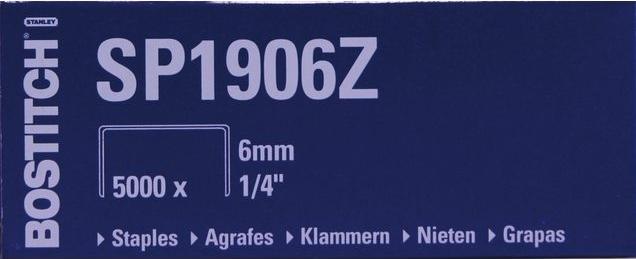 STANLEY
BOSTITCH®
SP1906Z
5000 x
6mm
1/4"
Staples Agrafes Klammern Nieten Grapas